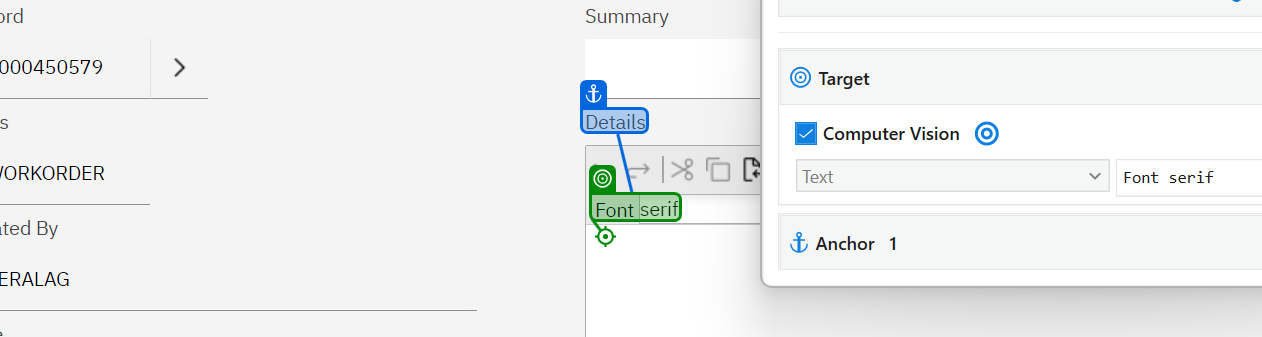 ord
Summary
000450579
Target
Details
s
Computer Vision
WORKORDER
Text
Font serif
Font serif
ated By
Anchor 1
ERALAG